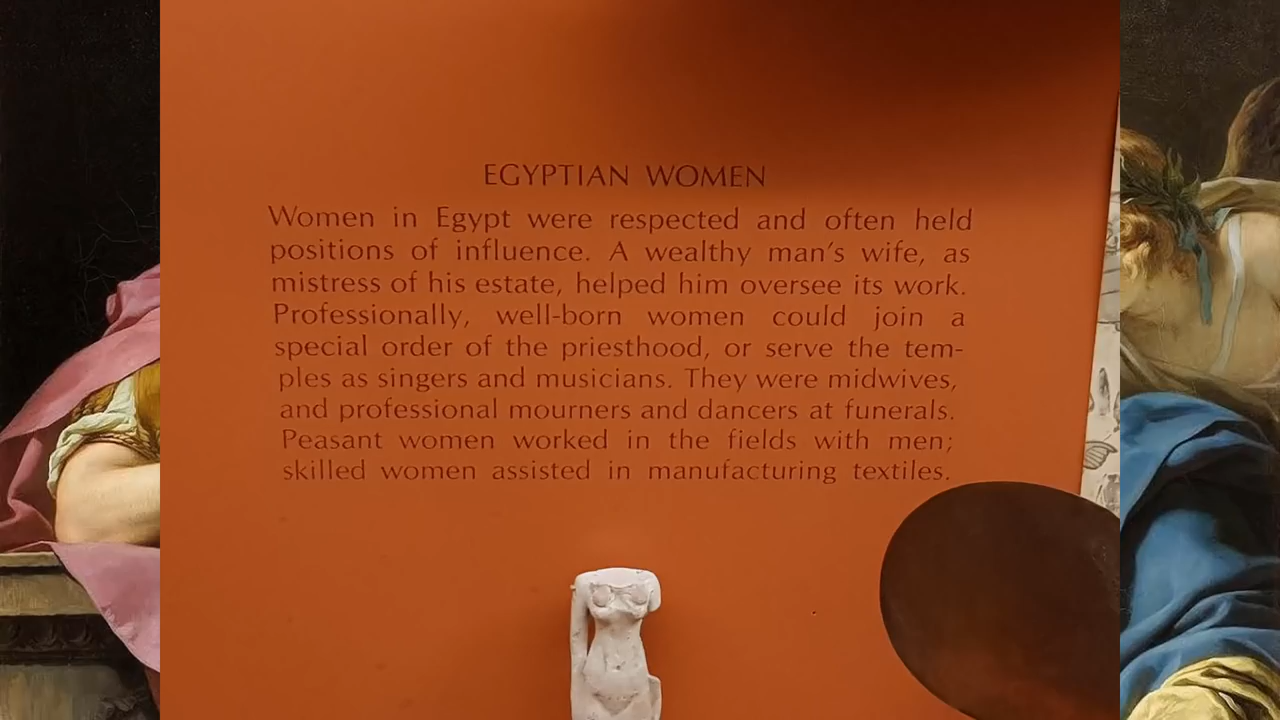 EGYPTIAN WOMEN
Women in Egypt were respected and often held
positions of influence. A wealthy man's wife, as
mistress of his estate, helped him oversee its work.
Professionally, well-born women could join a
special order of the priesthood, or serve the tem-
ples as singers and musicians. They were midwives,
and professional mourners and dancers at funerals.
Peasant women worked in the fields with men;
skilled women assisted in manufacturing textiles.